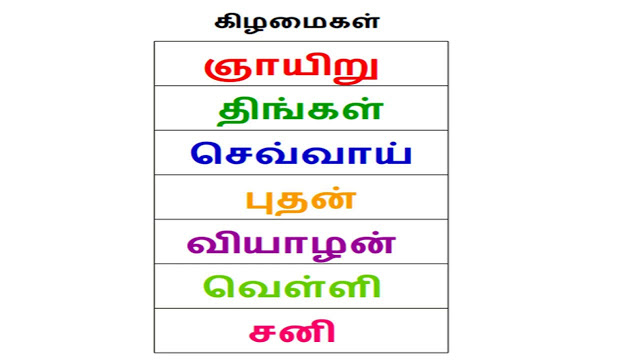 கிழமைகள்
ஞாயிறு
திங்கள்
செவ்வாய்
புதன்
வியாழன்
வெள்ளி
சனி